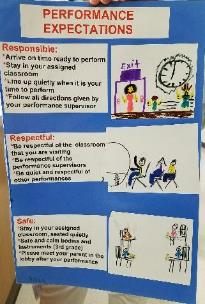 PERFORMANCE
EXPECTATIONS
Responsible:
*Arrive on time ready to perform
*Stay in your assigned
classroom
*Line up quietly when it is your
time to perform
*Follow all directions given by
your performance supervisor
Exit
Respectful:
*Be respectful of the classroom
that you are visiting
*Be respectful of the
performance supervisors
*Be quiet and respectful of
other performances
Safe:
*Stay in your assigned
classroom, seated quietly
*Safe and calm bodies and
instruments (3rd grade)
*Please meet your parent in the
lobby after your performance